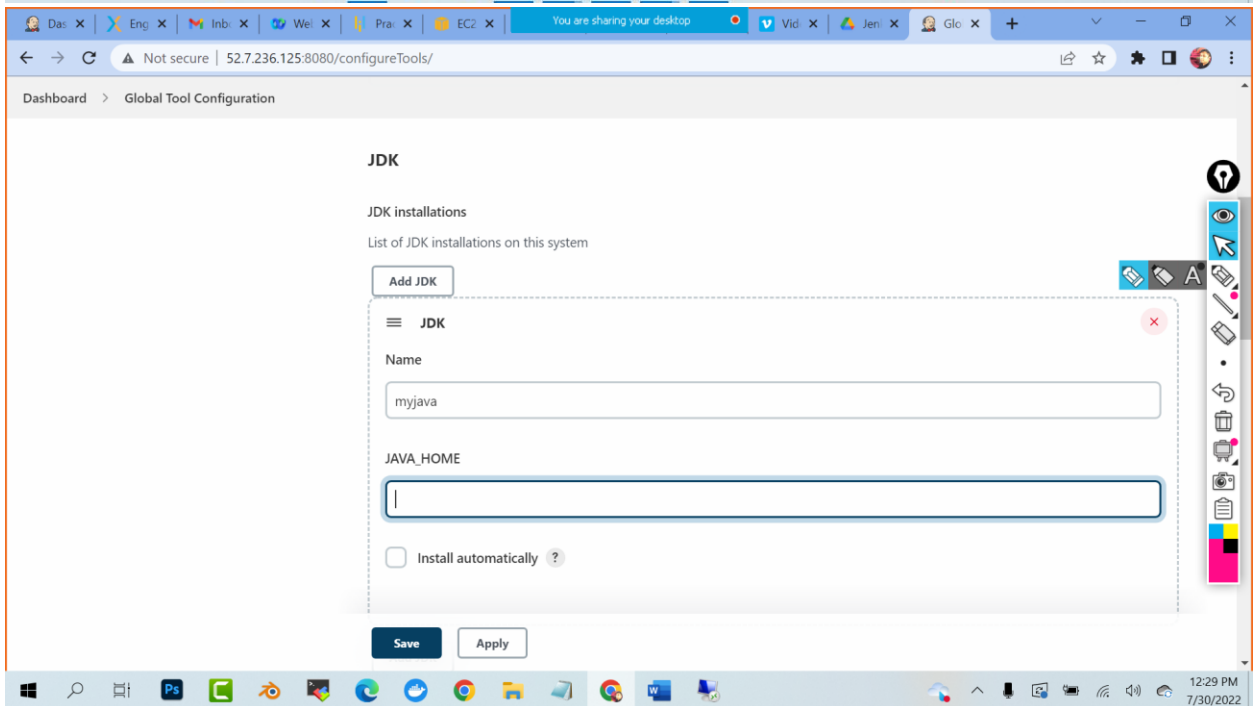 Das
Eng
Inb
Wel
Prac
EC2
You are sharing your desktop
Vid
Jen
Glo
Not secure | 52.7.236.125:8080/configureTools/
Dashboard > Global Tool Configuration
JDK
JDK installations
List of JDK installations on this system
Add JDK
JDK
Name
myjava
JAVA_HOME
Install automatically ?
Save Apply
A
Ps
W
12:29 PM
7/30/2022